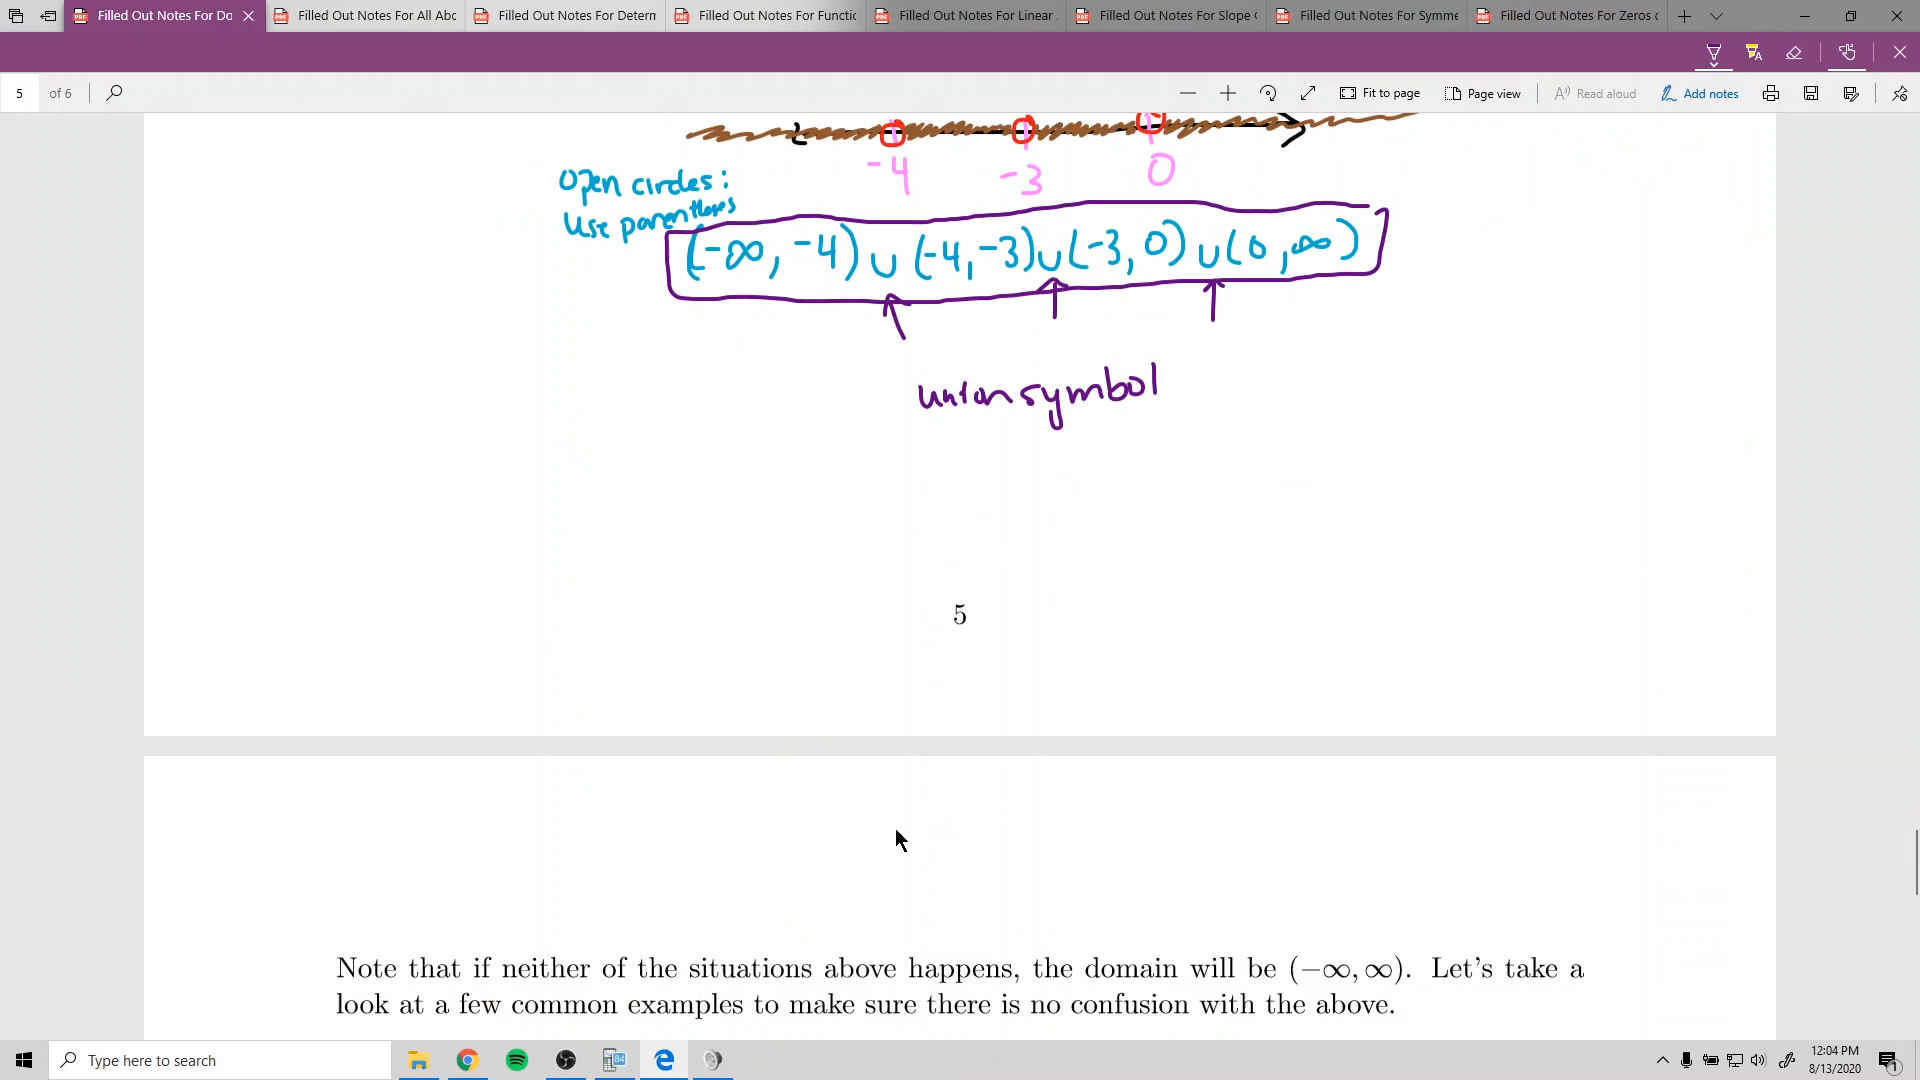 Filled Out Notes For Do
Filled Out Notes For All Abo
Filled Out Notes For Determ
Filled Out Notes For Functio
Filled Out Notes For Linear
Filled Out Notes For Slope
Filled Out Notes For Symme
Filled Out Notes For Zeros o
5 of 6
Fit to page
Page view
Read aloud
Add notes
-4 -3 0
Open circles:
Use parentheses
(-∞, -4) ∪ (-4, -3) ∪ (-3, 0) ∪ (0, ∞)
union symbol
5
Note that if neither of the situations above happens, the domain will be (−∞, ∞). Let's take a
look at a few common examples to make sure there is no confusion with the above.
Type here to search
84
12:04 PM
8/13/2020
1